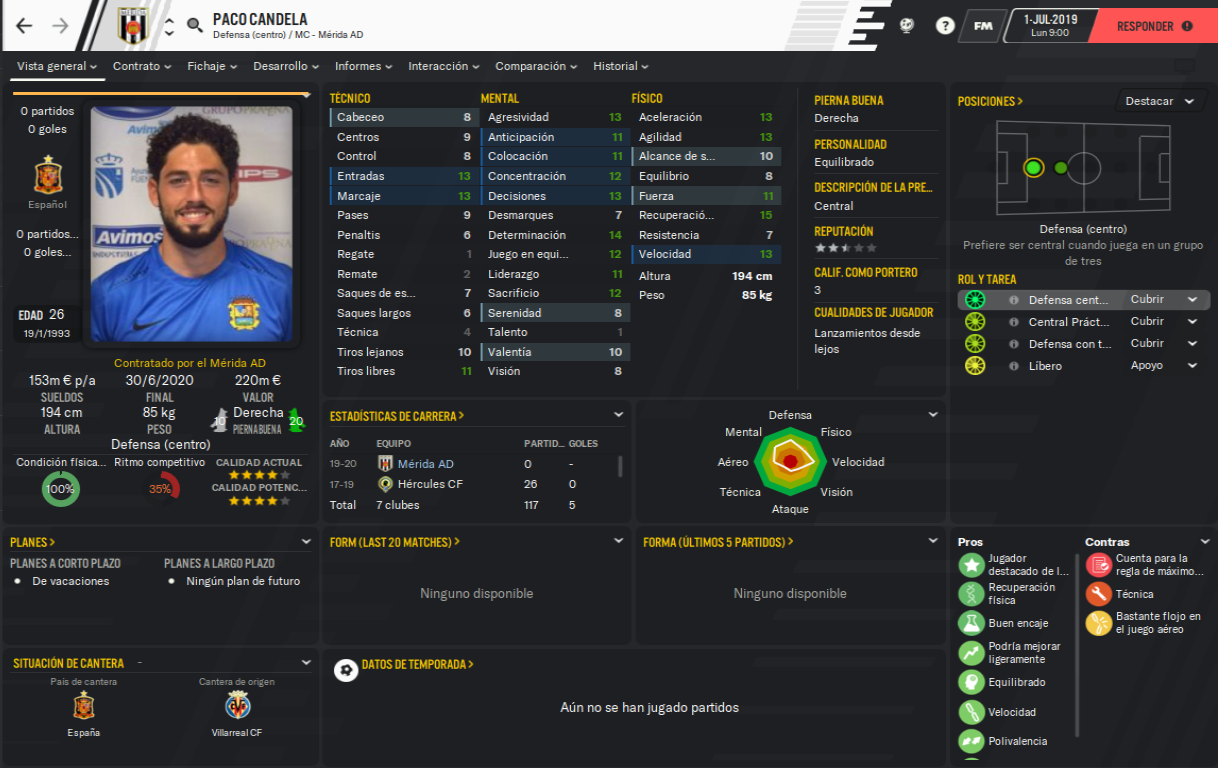 PACO CANDELA
Defensa (centro) / MC - Mérida AD
FM
1-JUL-2019
Lun 9:00
RESPONDER
Vista general
Contrato
Fichaje
Desarrollo
Informes
Interacción
Comparación
Historial
0 partidos
0 goles
Español
0 partidos...
0 goles...
EDAD 26
19/1/1993
Avimos
Contratado por el Mérida AD
153m € p/a
SUELDOS
30/6/2020
FINAL
220m €
VALOR
194 cm
ALTURA
85 kg
PESO
10
Derecha
PIERNA BUENA
20
Defensa (centro)
Condición física...
100%
Ritmo competitivo
35%
CALIDAD ACTUAL
CALIDAD POTENC...
TÉCNICO
Cabeceo 8
Centros 9
Control 8
Entradas 13
Marcaje 13
Pases 9
Penaltis 6
Regate 1
Remate 2
Saques de es... 7
Saques largos 6
Técnica 4
Tiros lejanos 10
Tiros libres 11
MENTAL
Agresividad 13
Anticipación 11
Colocación 11
Concentración 12
Decisiones 13
Desmarques 7
Determinación 14
Juego en equi... 12
Liderazgo 11
Sacrificio 12
Serenidad 8
Talento 1
Valentía 10
Visión 8
FÍSICO
Aceleración 13
Agilidad 13
Alcance de s... 10
Equilibrio 8
Fuerza 11
Recuperació... 15
Resistencia 7
Velocidad 13
Altura 194 cm
Peso 85 kg
PIERNA BUENA
Derecha
PERSONALIDAD
Equilibrado
DESCRIPCIÓN DE LA PRE...
Central
REPUTACIÓN
CALIF. COMO PORTERO
3
CUALIDADES DE JUGADOR
Lanzamientos desde
lejos
POSICIONES >
Destacar
Defensa (centro)
Prefiere ser central cuando juega en un grupo
de tres
ROL Y TAREA
Defensa cent... Cubrir
Central Práct... Cubrir
Defensa con t... Cubrir
Líbero Apoyo
ESTADÍSTICAS DE CARRERA >
AÑO EQUIPO PARTID... GOLES
19-20 Mérida AD 0 -
17-19 Hércules CF 26 0
Total 7 clubes 117 5
Defensa
Mental Físico
Aéreo Velocidad
Técnica Visión
Ataque
PLANES >
PLANES A CORTO PLAZO
De vacaciones
PLANES A LARGO PLAZO
Ningún plan de futuro
FORM (LAST 20 MATCHES) >
Ninguno disponible
FORMA (ÚLTIMOS 5 PARTIDOS) >
Ninguno disponible
Pros
Jugador
destacado de l...
Recuperación
física
Buen encaje
Podría mejorar
ligeramente
Equilibrado
Velocidad
Polivalencia
Contras
Cuenta para la
regla de máximo...
Técnica
Bastante flojo en
el juego aéreo
SITUACIÓN DE CANTERA -
País de cantera
España
Cantera de origen
Villarreal CF
DATOS DE TEMPORADA >
Aún no se han jugado partidos